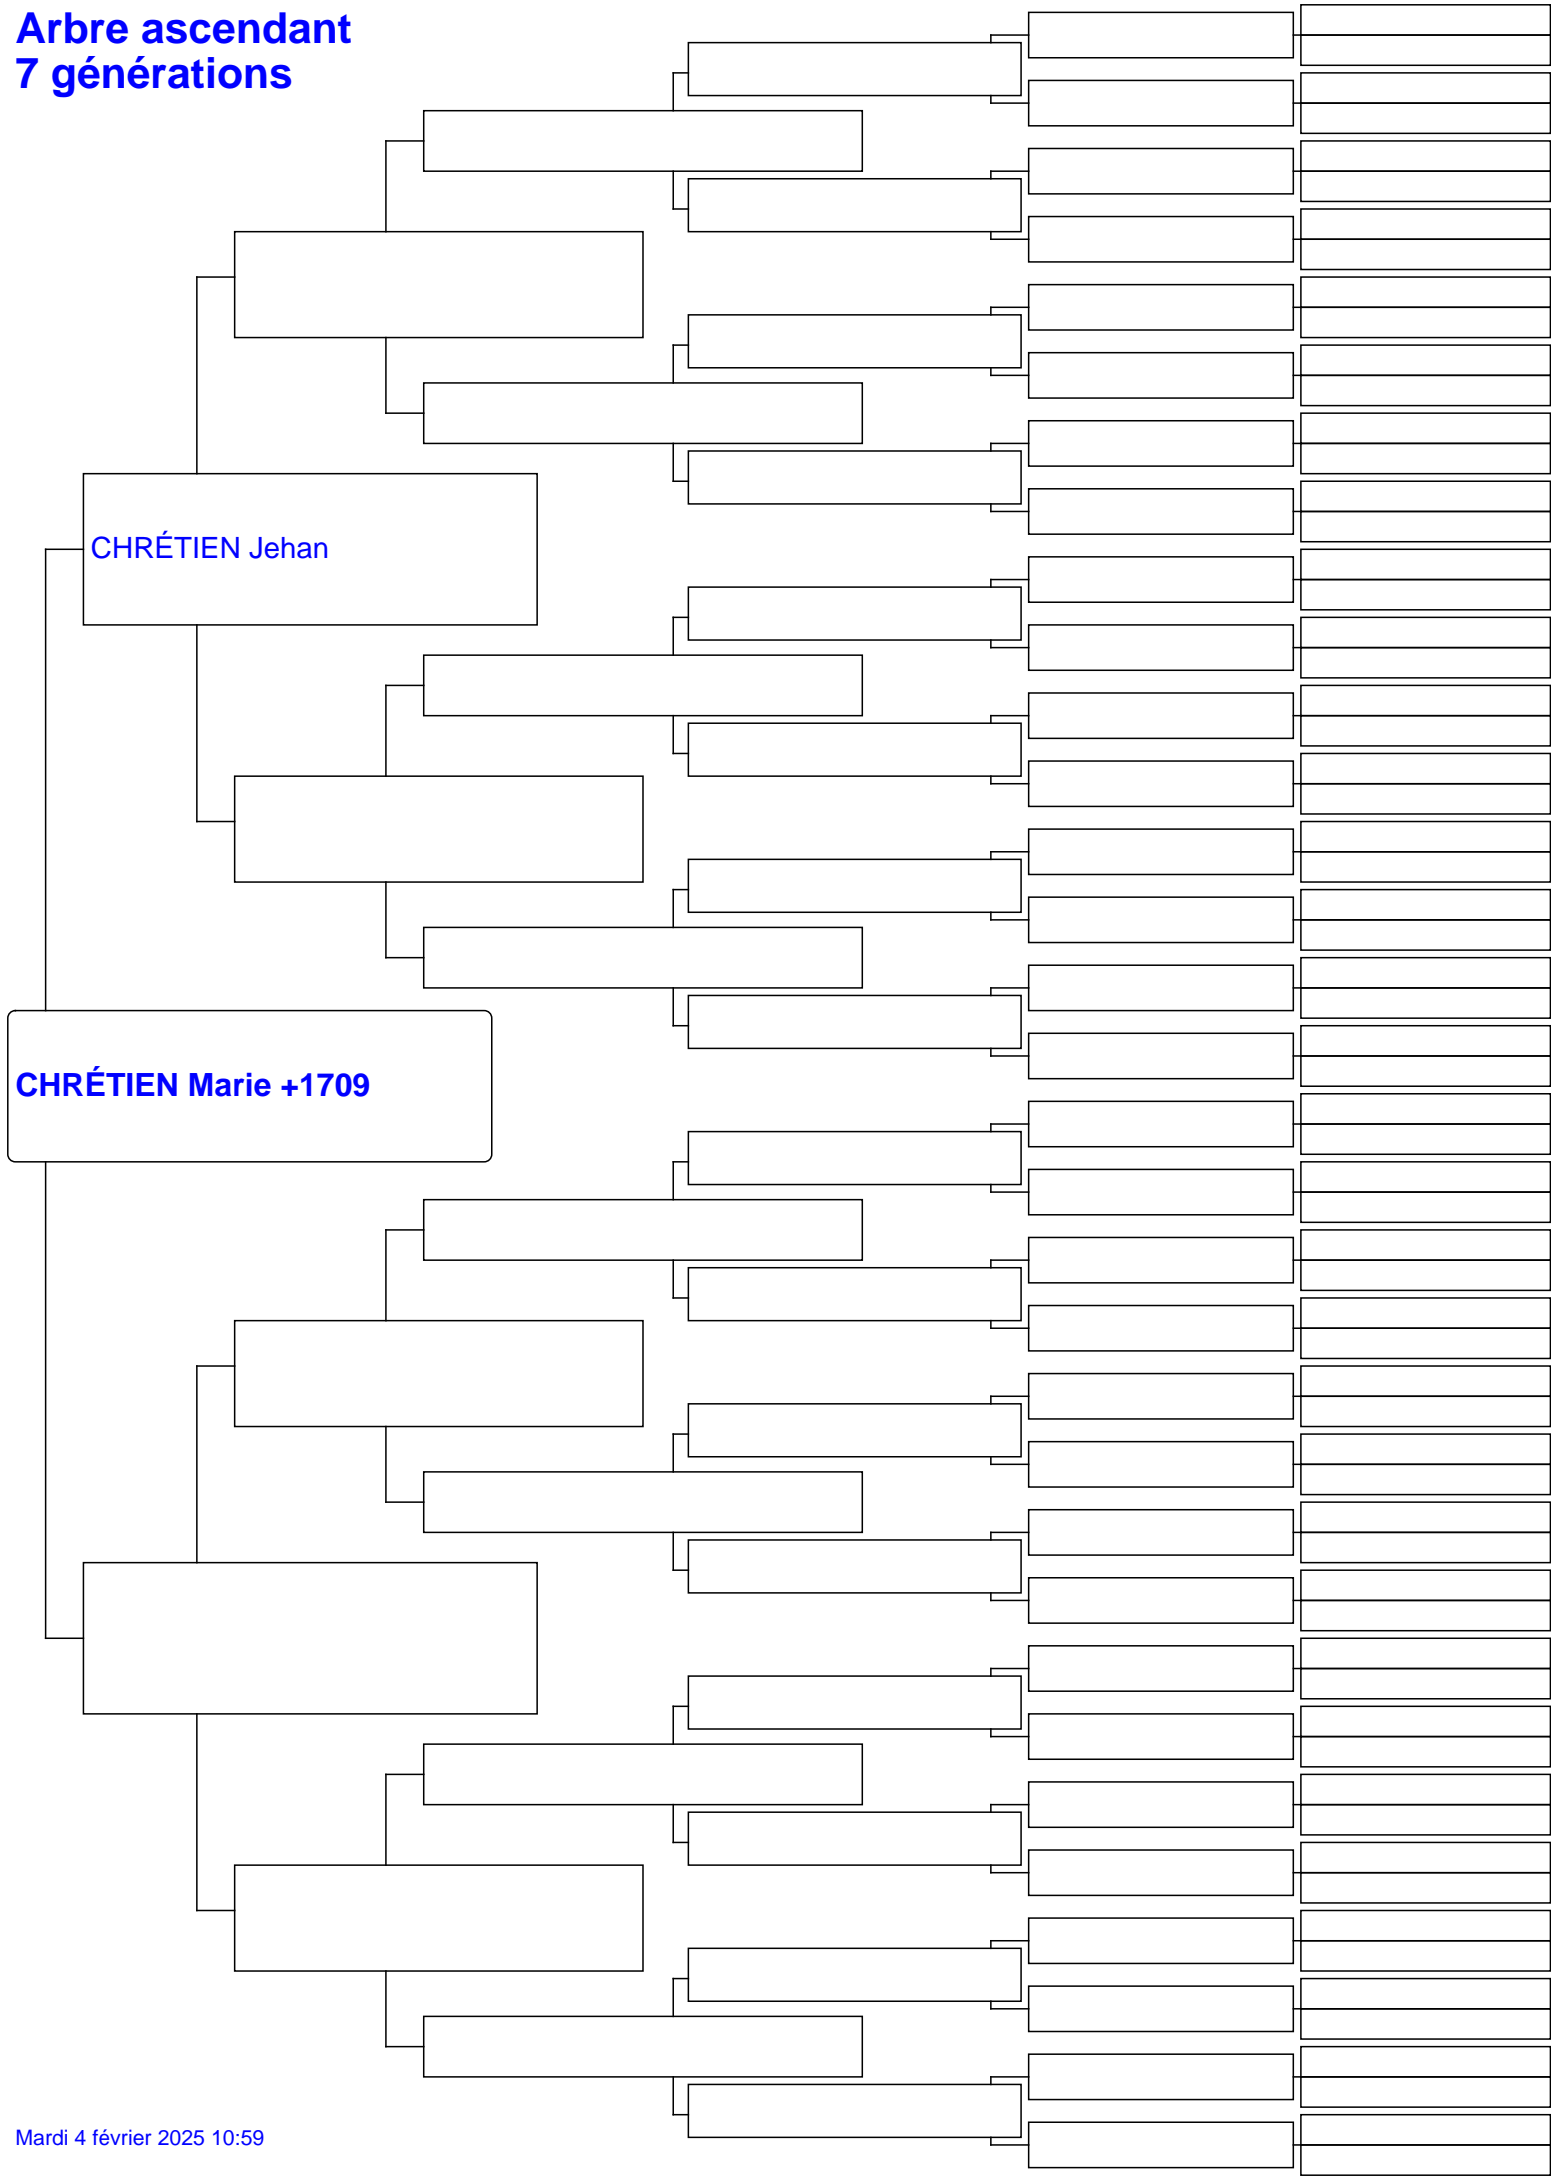 Arbre ascendant
7 générations
CHRÉTIEN Jehan
CHRÉTIEN Marie +1709
Mardi 4 février 2025 10:59